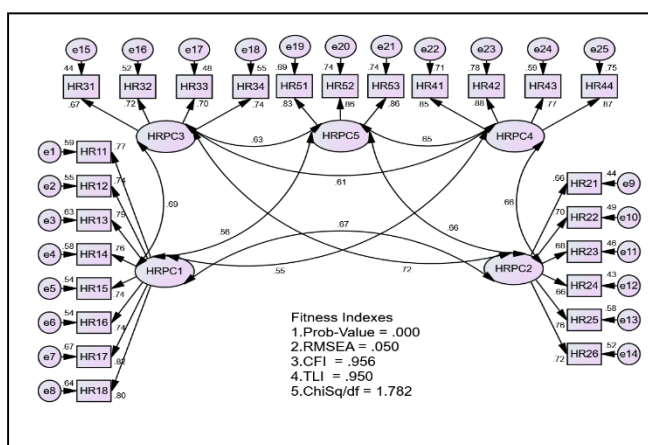 e15 e16 e17 e18 e19 e20 e21 e22 e23 e24 e25
.44 .52 .48 .55 .69 .74 .74 .71 .78 .59 .75
HR31 HR32 HR33 HR34 HR51 HR52 HR53 HR41 HR42 HR43 HR44
.67 .72 .70 .74 .83 .86 .86 .85 .88 .77 .87
HRPC3 HRPC5 HRPC4
.63 .65
.61
e1 .59 HR11 .77
e2 .55 HR12 .74
e3 .63 HR13 .79
e4 .58 HR14 .76
e5 .54 HR15 .74
e6 .54 HR16 .74
e7 .67 HR17 .82
e8 .64 HR18 .80
.69 .56 .67 .66 .66
HRPC1 .55 .72 HRPC2
.66 HR21 .44 e9
.70 HR22 .49 e10
.68 HR23 .46 e11
.66 HR24 .43 e12
.76 HR25 .58 e13
.72 HR26 .52 e14
Fitness Indexes
1.Prob-Value = .000
2.RMSEA = .050
3.CFI = .956
4.TLI = .950
5.ChiSq/df = 1.782